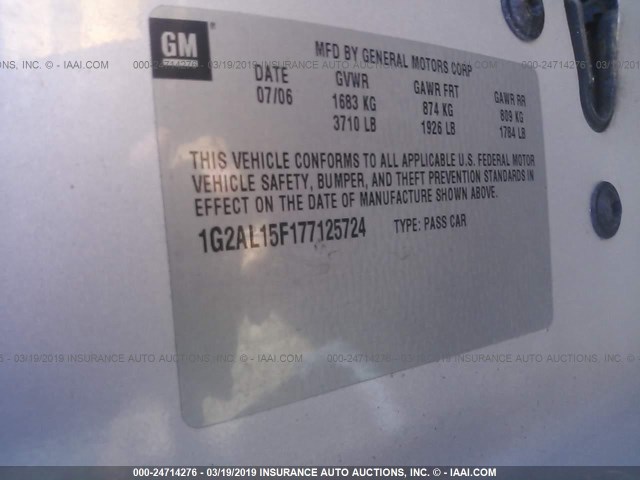 GM
MFD BY GENERAL MOTORS CORP
DATE GVWR GAWR FRT GAWR RR
07/06 1683 KG 874 KG 809 KG
3710 LB 1926 LB 1784 LB
THIS VEHICLE CONFORMS TO ALL APPLICABLE U.S. FEDERAL MOTOR
VEHICLE SAFETY, BUMPER, AND THEFT PREVENTION STANDARDS IN
EFFECT ON THE DATE OF MANUFACTURE SHOWN ABOVE.
1G2AL15F177125724 TYPE: PASS CAR
000-24714276 - 03/19/2019 INSURANCE AUTO AUCTIONS, INC. - © - IAAI.COM